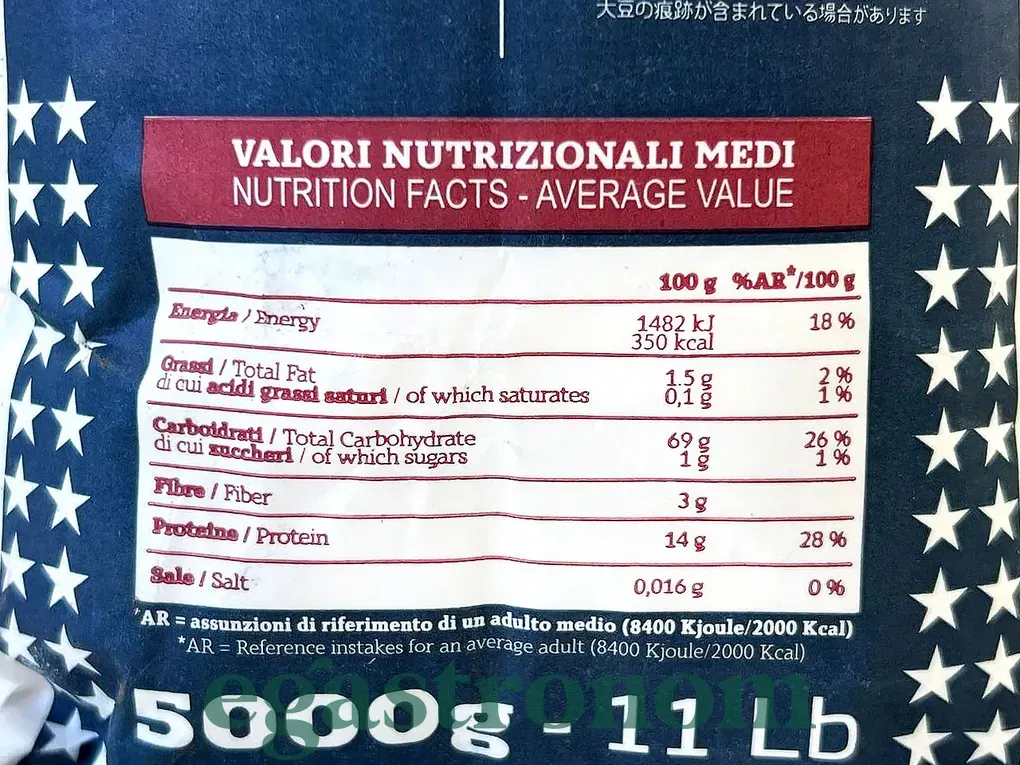 大豆の痕跡が含まれている場合があります
VALORI NUTRIZIONALI MEDI
NUTRITION FACTS - AVERAGE VALUE
100 g %AR*/100 g
Energia / Energy 1482 kJ 18 %
350 kcal
Grassi / Total Fat 1.5 g 2 %
di cui acidi grassi saturi / of which saturates 0,1 g 1 %
Carboidrati / Total Carbohydrate 69 g 26 %
di cui zuccheri / of which sugars 1 g 1 %
Fibre / Fiber 3 g
Proteine / Protein 14 g 28 %
Sale / Salt 0,016 g 0 %
*AR = assunzioni di riferimento di un adulto medio (8400 Kjoule/2000 Kcal)
*AR = Reference instakes for an average adult (8400 Kjoule/2000 Kcal)
egastronom
5000g - 11 Lb